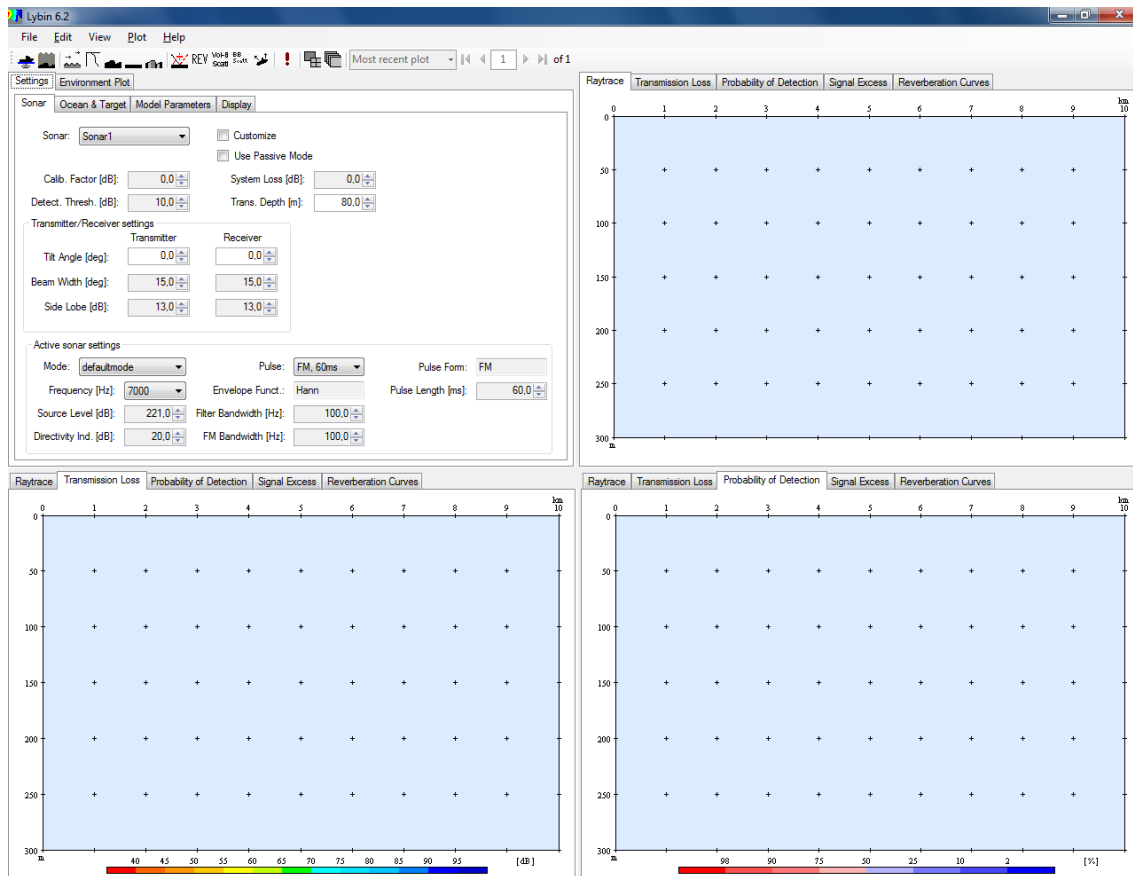 Lybin 6.2
File Edit View Plot Help
REV Vol-B Scatt BB Scatt ! Most recent plot 1 of 1
Settings Environment Plot
Sonar Ocean & Target Model Parameters Display
Sonar: Sonar1 Customize
Use Passive Mode
Calib. Factor [dB]: 0,0 System Loss [dB]: 0,0
Detect. Thresh. [dB]: 10,0 Trans. Depth [m]: 80,0
Transmitter/Receiver settings
Transmitter Receiver
Tilt Angle [deg]: 0,0 0,0
Beam Width [deg]: 15,0 15,0
Side Lobe [dB]: 13,0 13,0
Active sonar settings
Mode: defaultmode Pulse: FM, 60ms Pulse Form: FM
Frequency [Hz]: 7000 Envelope Funct.: Hann Pulse Length [ms]: 60,0
Source Level [dB]: 221,0 Filter Bandwidth [Hz]: 100,0
Directivity Ind. [dB]: 20,0 FM Bandwidth [Hz]: 100,0
Raytrace Transmission Loss Probability of Detection Signal Excess Reverberation Curves
km
0 1 2 3 4 5 6 7 8 9 10
0
50
100
150
200
250
300
m
Raytrace Transmission Loss Probability of Detection Signal Excess Reverberation Curves
km
0 1 2 3 4 5 6 7 8 9 10
0
50
100
150
200
250
300
m
40 45 50 55 60 65 70 75 80 85 90 95 [dB]
Raytrace Transmission Loss Probability of Detection Signal Excess Reverberation Curves
km
0 1 2 3 4 5 6 7 8 9 10
0
50
100
150
200
250
300
m
98 90 75 50 25 10 2 [%]